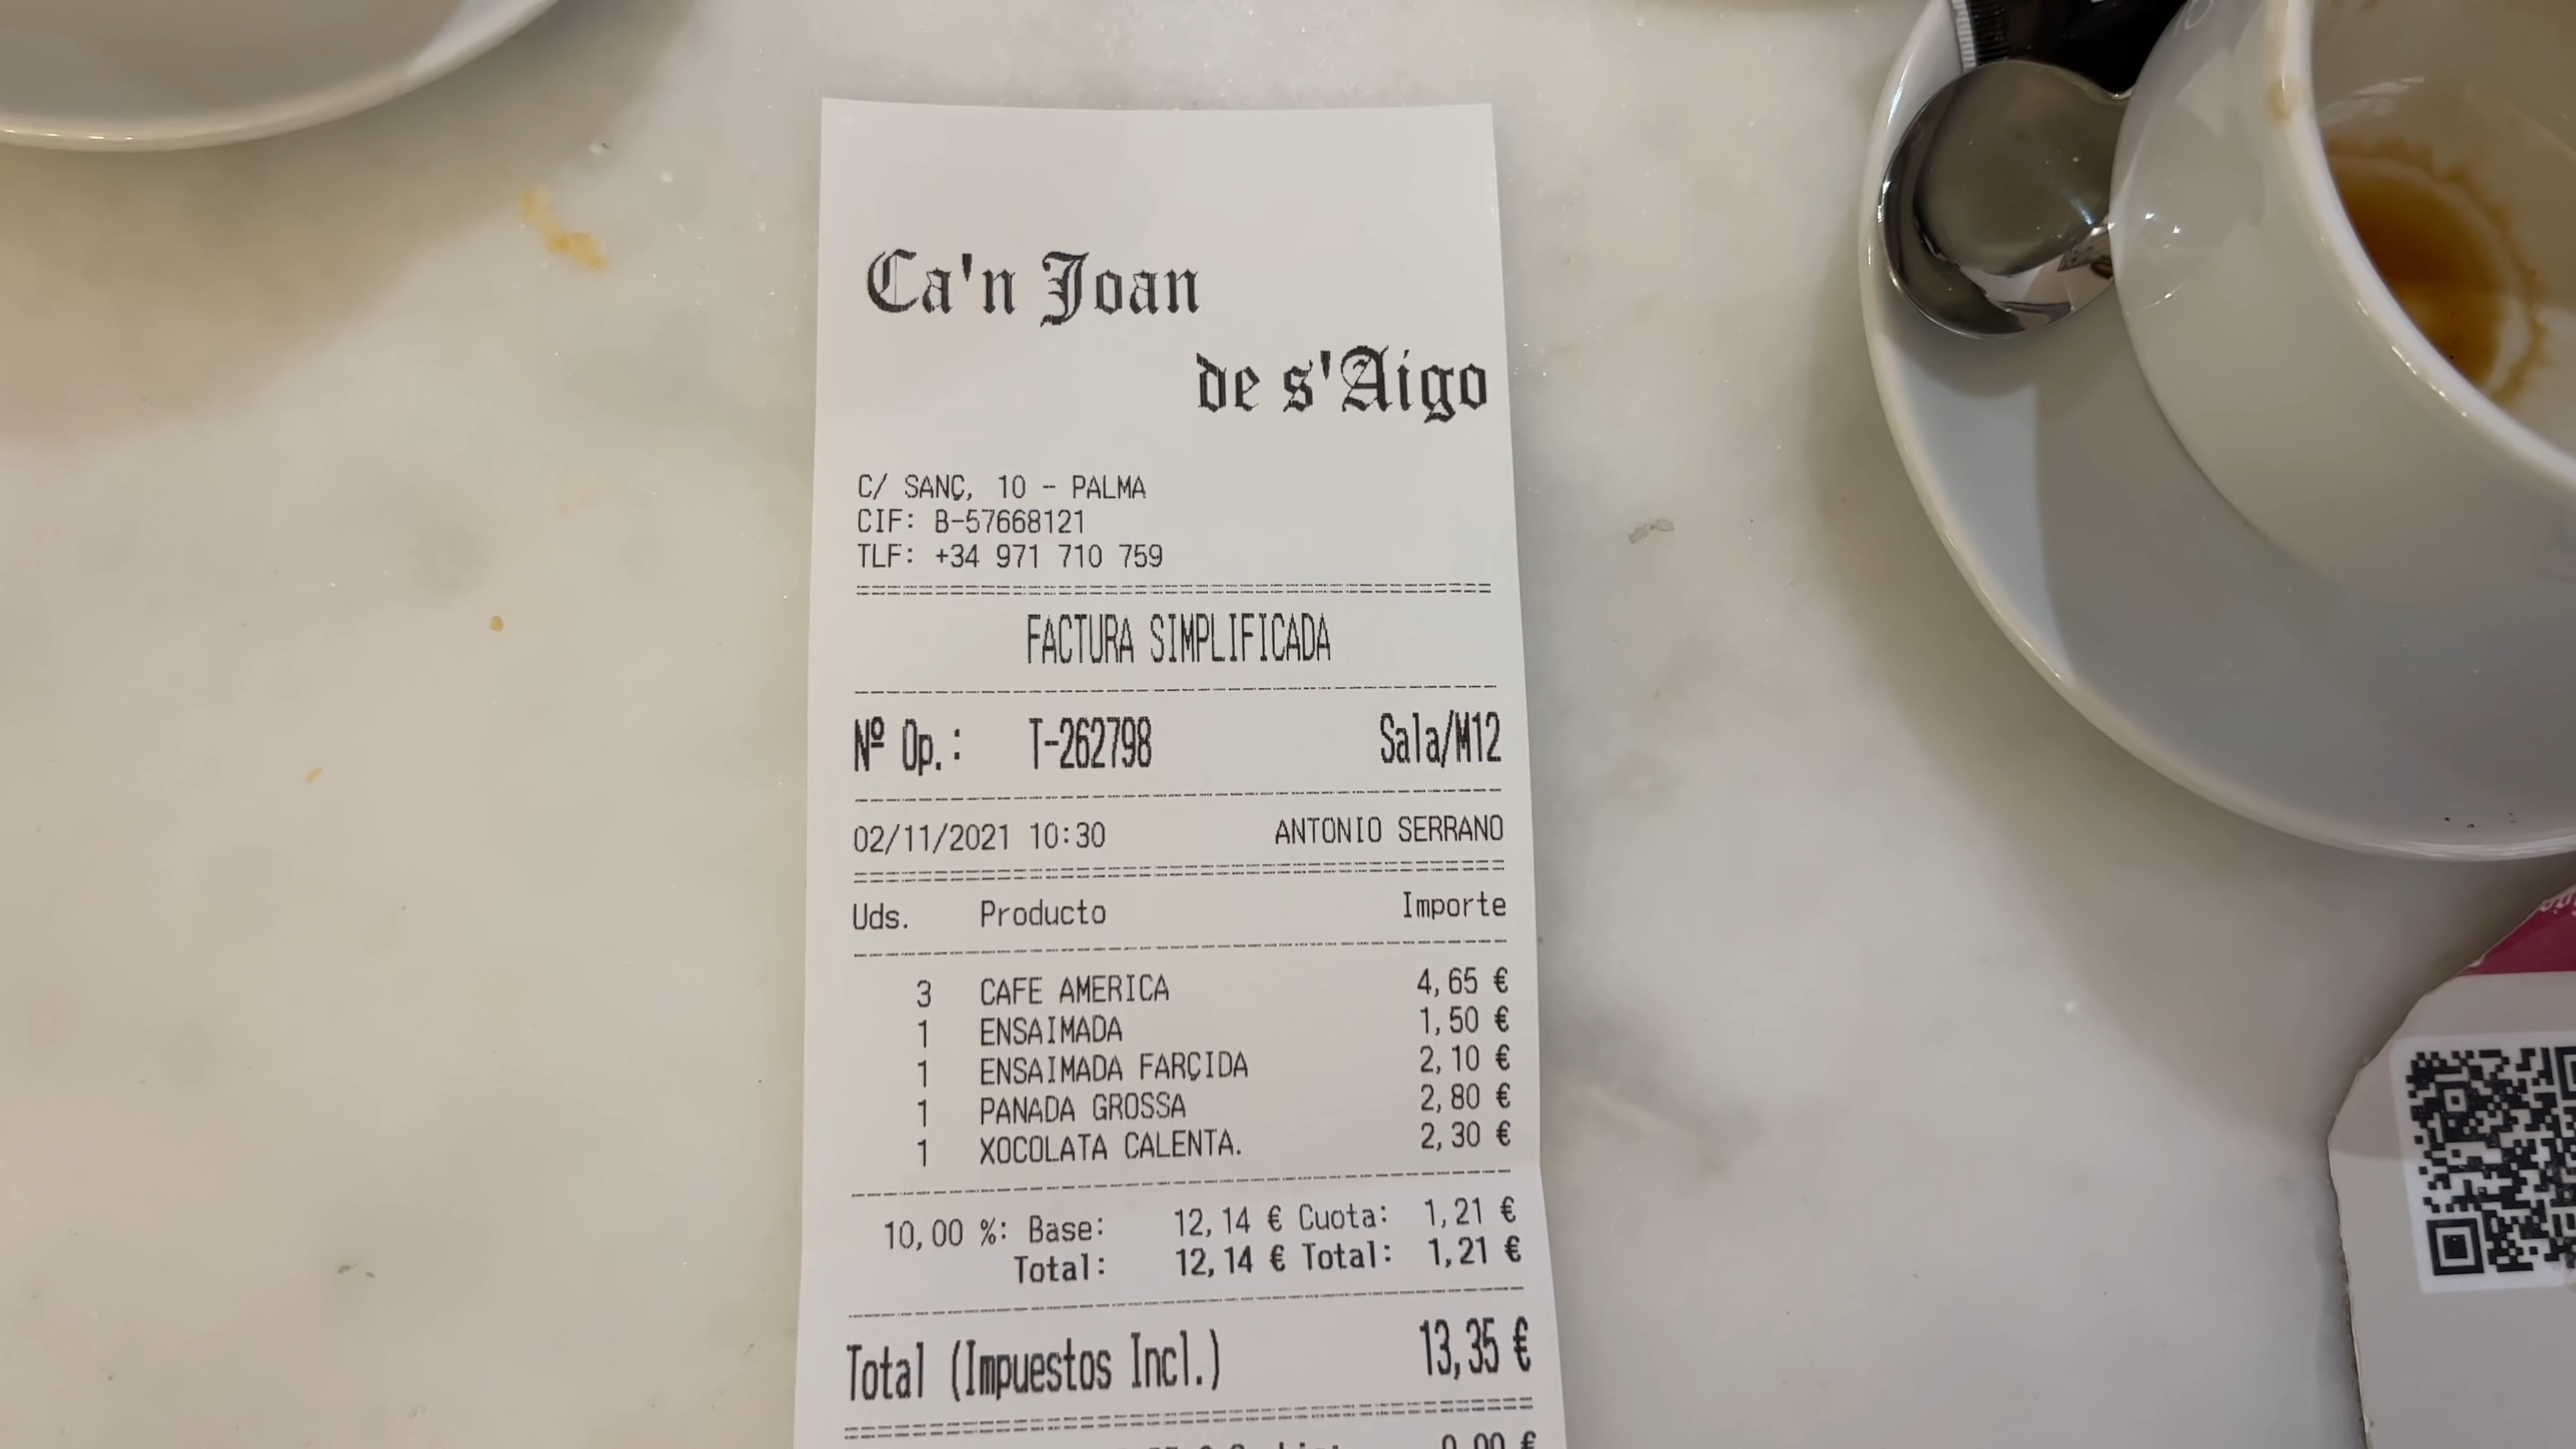 Ca'n Joan
de s'Aigo
C/ SANÇ, 10 - PALMA
CIF: B-57668121
TLF: +34 971 710 759
FACTURA SIMPLIFICADA
Nº Op.: T-262798 Sala/M12
02/11/2021 10:30 ANTONIO SERRANO
Uds. Producto Importe
3 CAFE AMERICA 4,65 €
1 ENSAIMADA 1,50 €
1 ENSAIMADA FARÇIDA 2,10 €
1 PANADA GROSSA 2,80 €
1 XOCOLATA CALENTA. 2,30 €
10,00 %: Base: 12,14 € Cuota: 1,21 €
Total: 12,14 € Total: 1,21 €
Total (Impuestos Incl.) 13,35 €
0,00 €